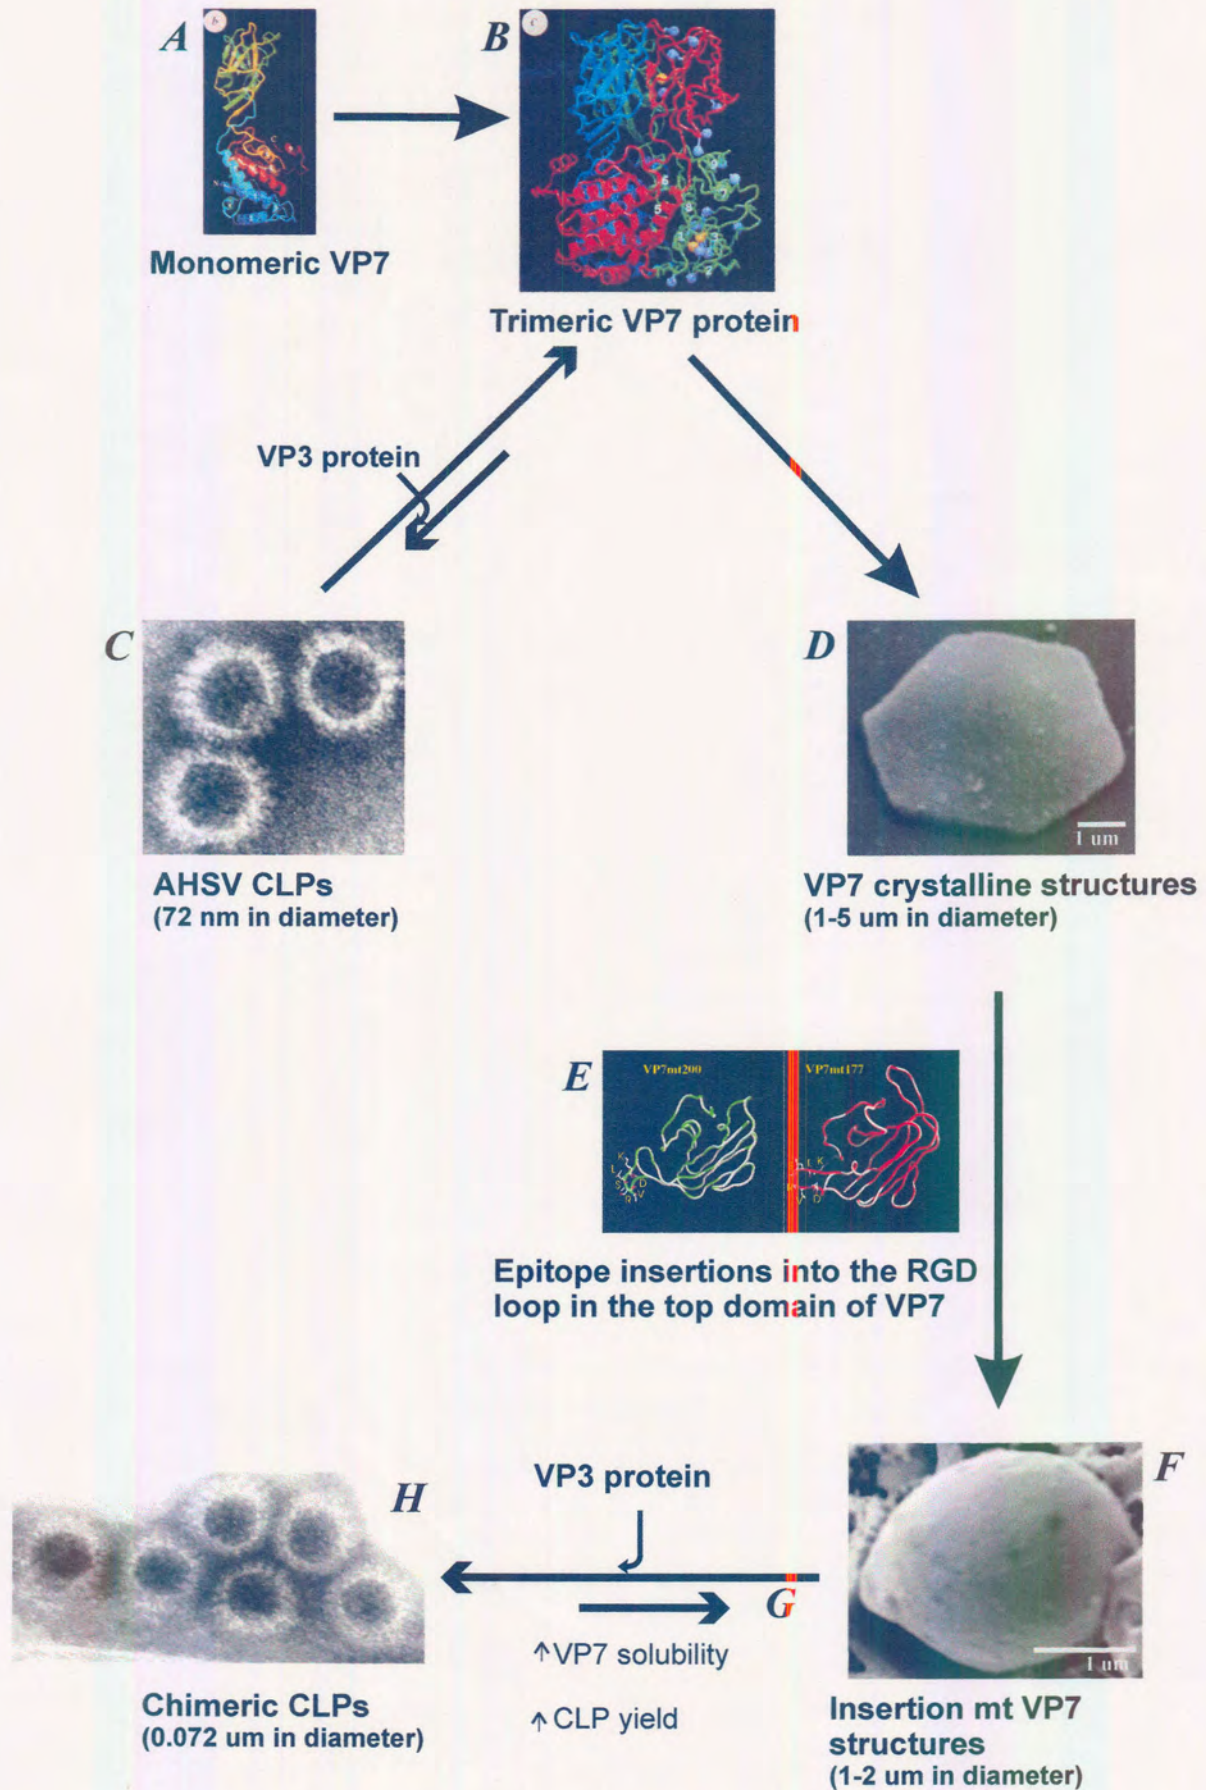 A
b
B
c
Monomeric VP7
Trimeric VP7 protein
VP3 protein
C
D
1 um
AHSV CLPs
(72 nm in diameter)
VP7 crystalline structures
(1-5 um in diameter)
E
VP7mt200
VP7mt177
Epitope insertions into the RGD
loop in the top domain of VP7
F
1 um
VP3 protein
H
G
↑ VP7 solubility
↑ CLP yield
Chimeric CLPs
(0.072 um in diameter)
Insertion mt VP7
structures
(1-2 um in diameter)